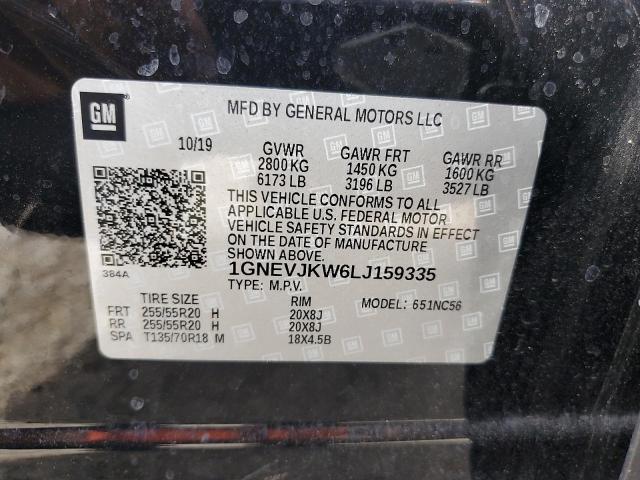 GM
MFD BY GENERAL MOTORS LLC
10/19 GVWR GAWR FRT GAWR RR
2800 KG 1450 KG 1600 KG
6173 LB 3196 LB 3527 LB
THIS VEHICLE CONFORMS TO ALL
APPLICABLE U.S. FEDERAL MOTOR
VEHICLE SAFETY STANDARDS IN EFFECT
ON THE DATE OF MANUFACTURE
SHOWN ABOVE.
384A 1GNEVJKW6LJ159335
TYPE: M.P.V.
TIRE SIZE RIM MODEL: 651NC56
FRT 255/55R20 H 20X8J
RR 255/55R20 H 20X8J
SPA T135/70R18 M 18X4.5B